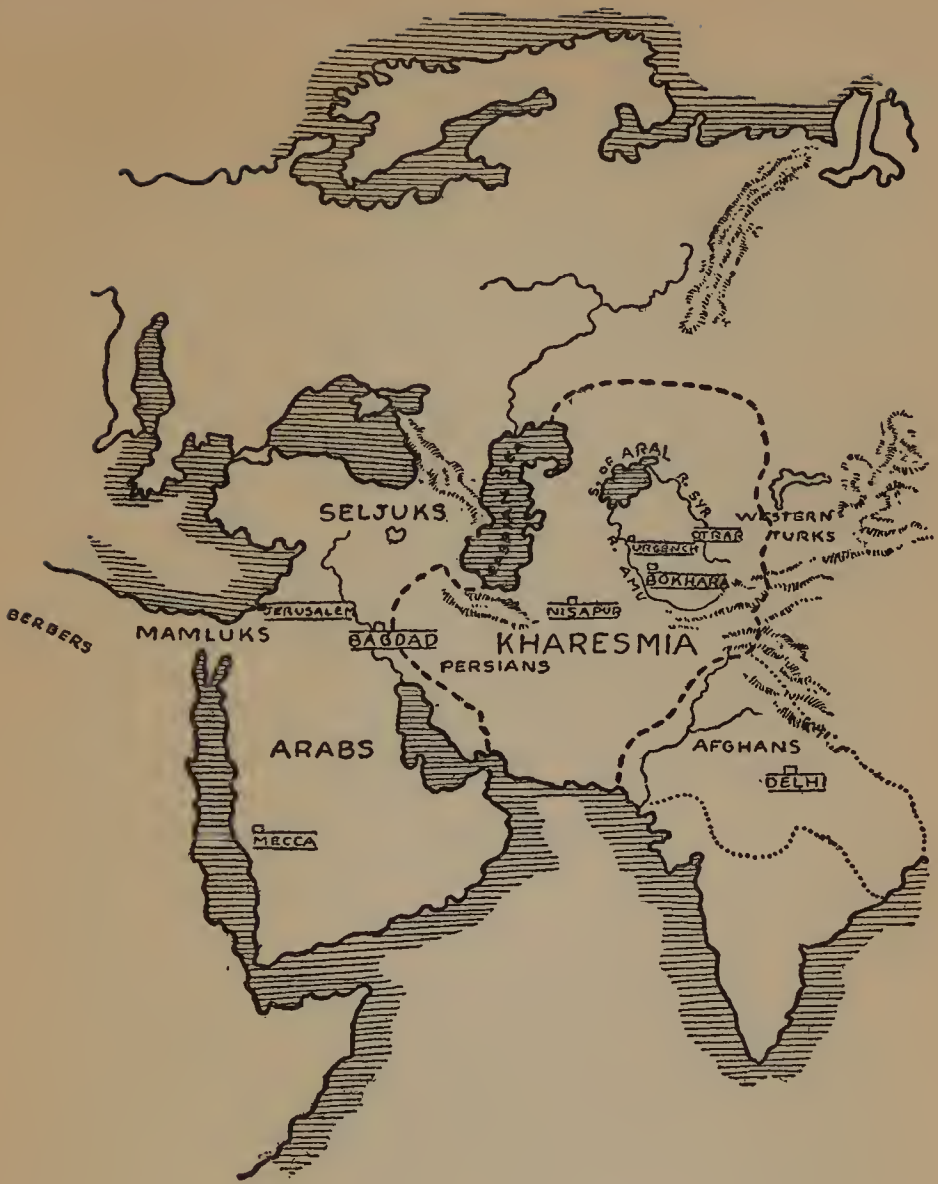 S. OF ARAL
R. SYR
CASPIAN SEA
WESTERN
TURKS
SELJUKS
OTRAR
URGENCH
R. AMU
BOKHARA
NISAPUR
JERUSALEM
BERBERS
MAMLUKS
BAGDAD
KHARESMIA
PERSIANS
ARABS
AFGHANS
DELHI
MECCA